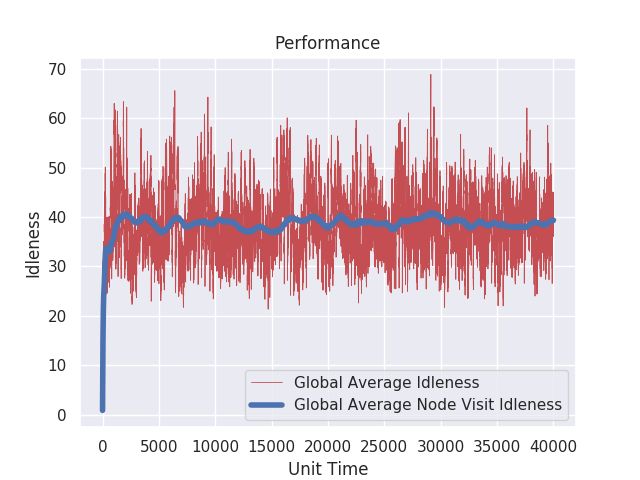 Performance
70
60
50
40
30
20
10
0
Idleness
Global Average Idleness
Global Average Node Visit Idleness
0 5000 10000 15000 20000 25000 30000 35000 40000
Unit Time